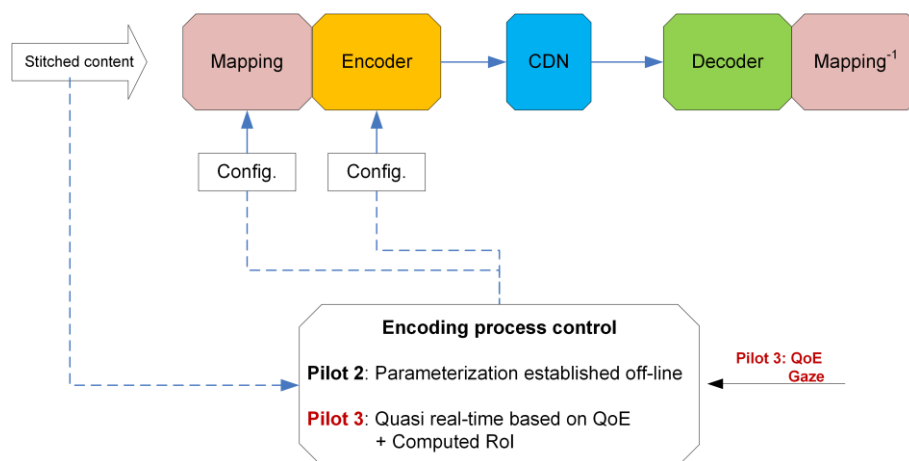 Stitched content
Mapping
Encoder
CDN
Decoder
Mapping-1
Config.
Config.
Encoding process control
Pilot 2: Parameterization established off-line
Pilot 3: Quasi real-time based on QoE
+ Computed RoI
Pilot 3: QoE
Gaze